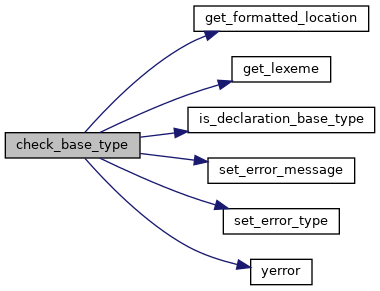 get_formatted_location
get_lexeme
is_declaration_base_type
check_base_type
set_error_message
set_error_type
yerror